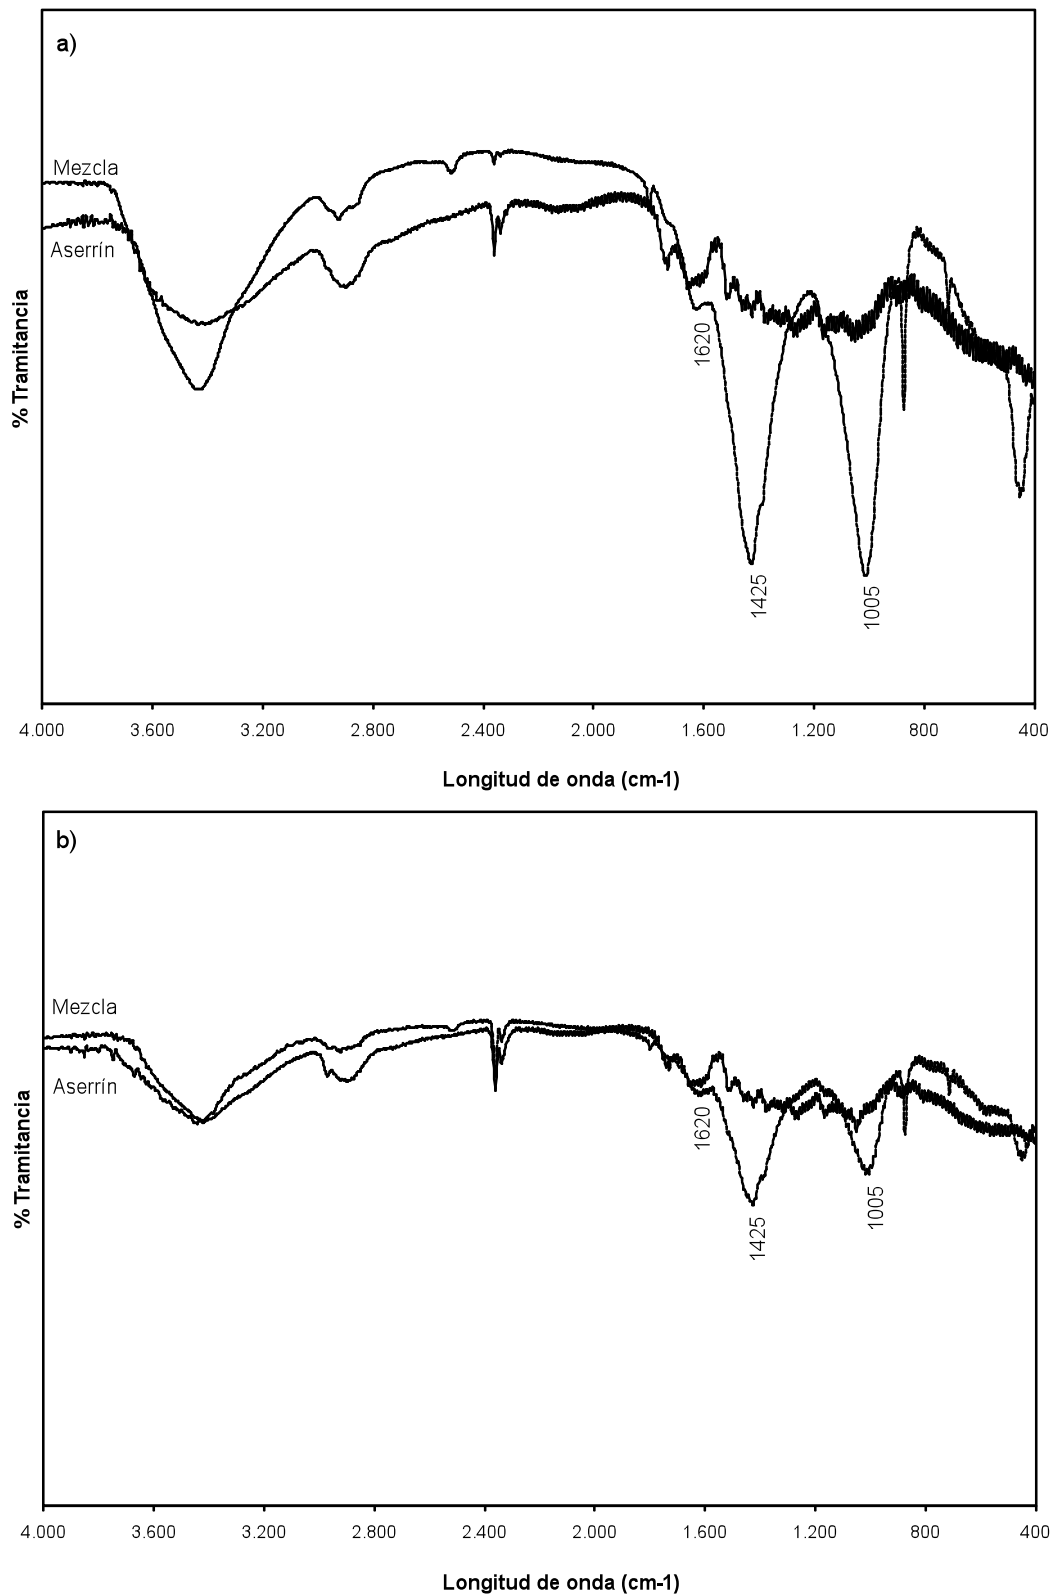 a)
Mezcla
Aserrín
% Tramitancia
1620
1425
1005
4.000 3.600 3.200 2.800 2.400 2.000 1.600 1.200 800 400
Longitud de onda (cm-1)
b)
Mezcla
Aserrín
% Tramitancia
1620
1425
1005
4.000 3.600 3.200 2.800 2.400 2.000 1.600 1.200 800 400
Longitud de onda (cm-1)